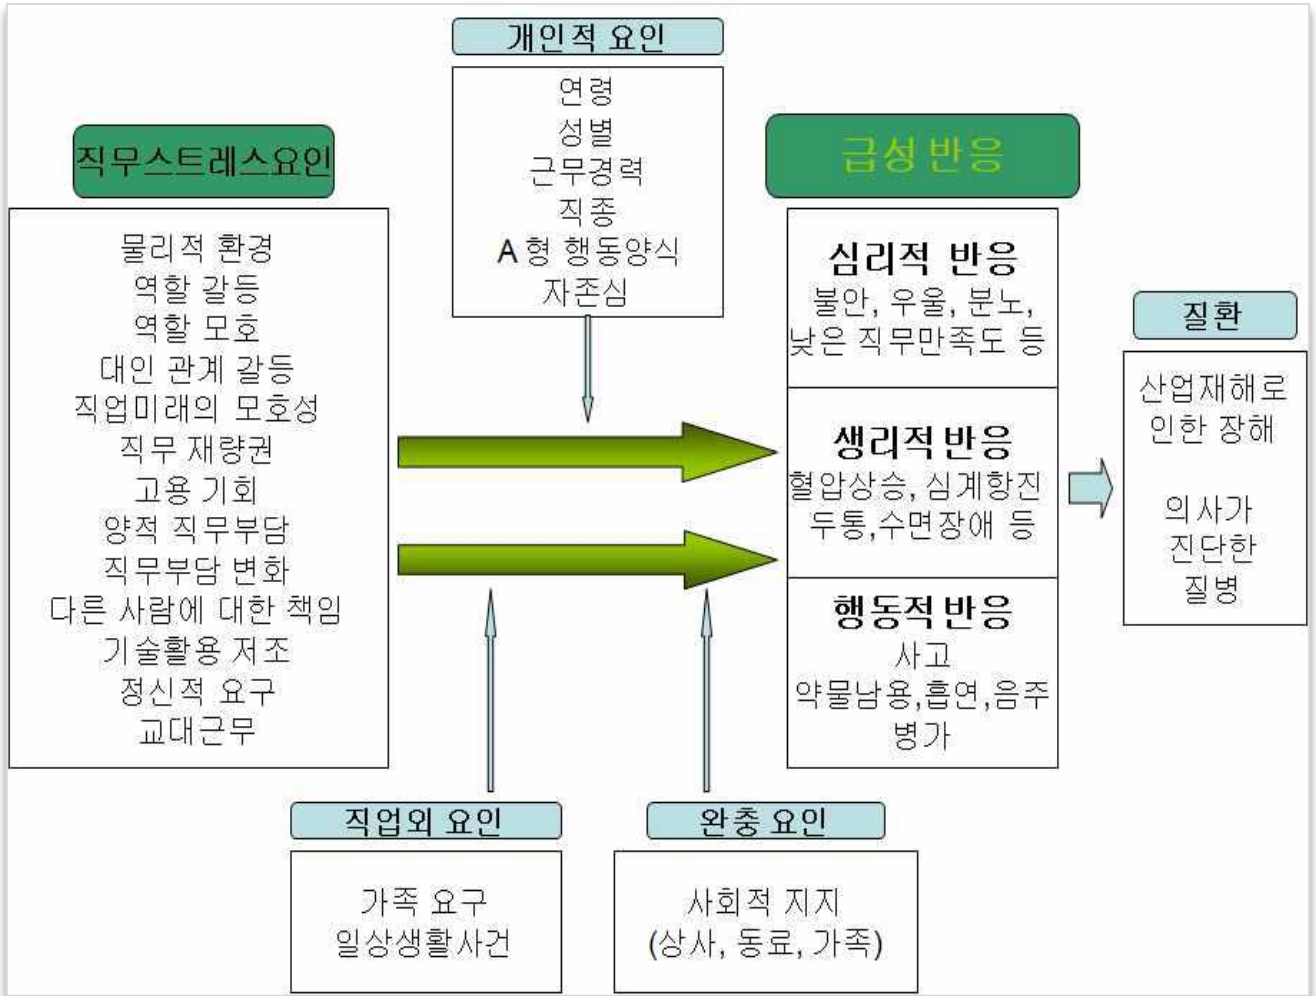 개인적 요인
연령
성별
근무경력
직종
A 형 행동양식
자존심
직무스트레스요인
물리적 환경
역할 갈등
역할 모호
대인 관계 갈등
직업미래의 모호성
직무 재량권
고용 기회
양적 직무부담
직무부담 변화
다른 사람에 대한 책임
기술활용 저조
정신적 요구
교대근무
급성 반응
심리적 반응
불안, 우울, 분노,
낮은 직무만족도 등
생리적 반응
혈압상승, 심계항진
두통,수면장애 등
행동적반응
사고
약물남용,흡연,음주
병가
질환
산업재해로
인한 장해
의사가
진단한
질병
직업외 요인
가족 요구
일상생활사건
완충 요인
사회적 지지
(상사, 동료, 가족)